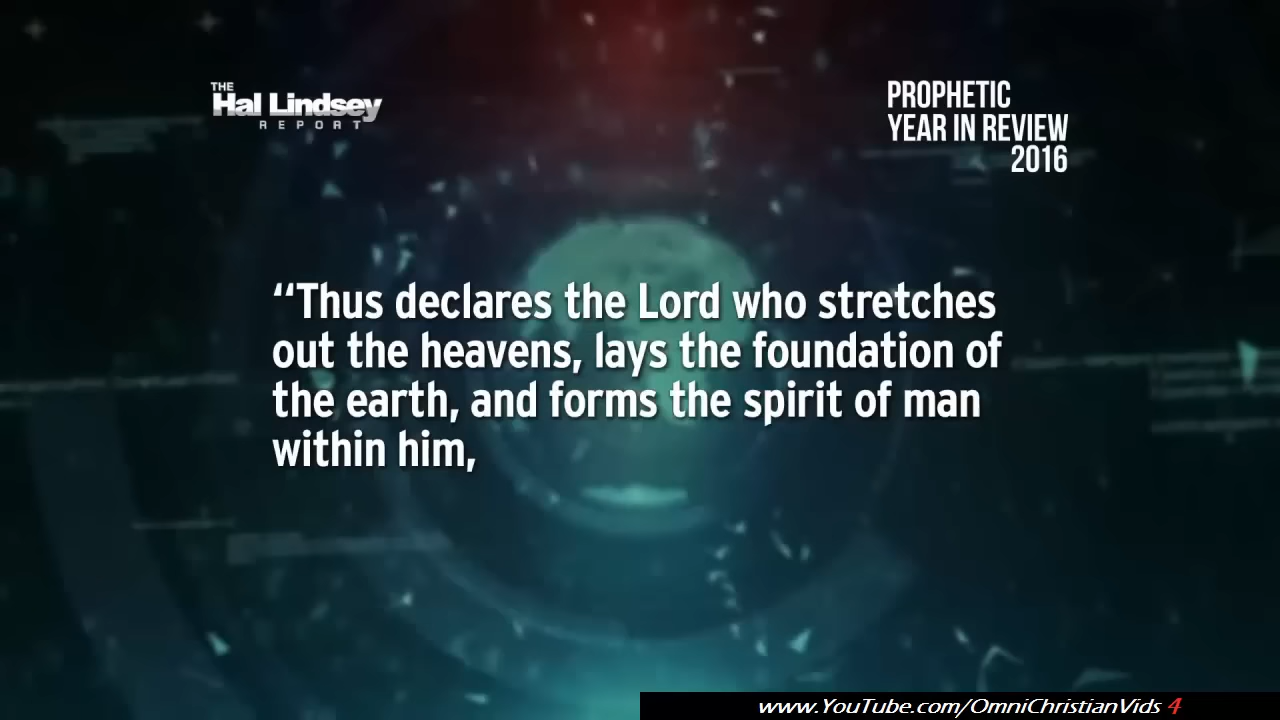 THE
Hal Lindsey
REPORT
PROPHETIC
YEAR IN REVIEW
2016
“Thus declares the Lord who stretches
out the heavens, lays the foundation of
the earth, and forms the spirit of man
within him,
www.YouTube.com/OmniChristianVids 4